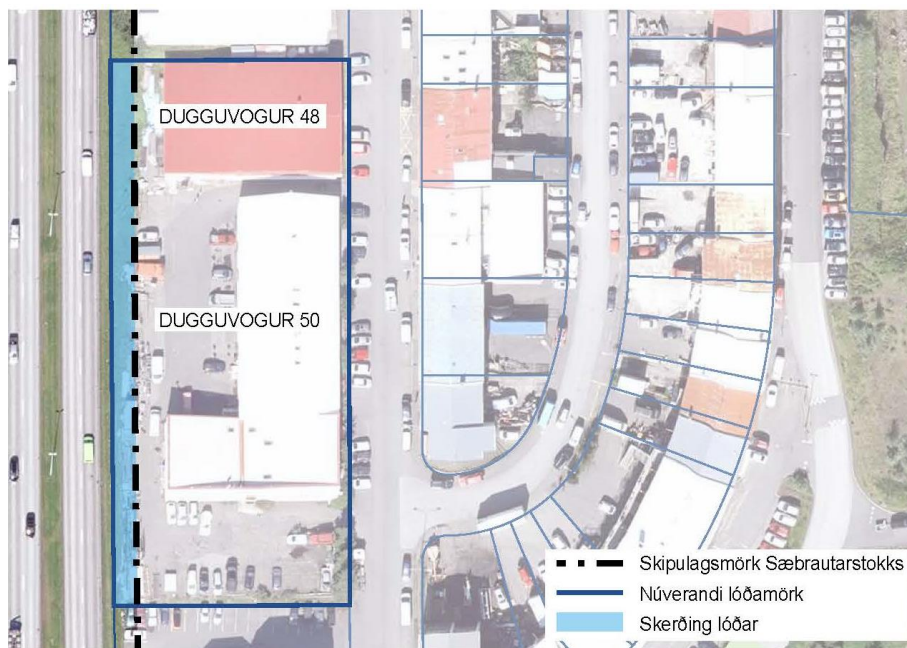 DUGGUVOGUR 48
DUGGUVOGUR 50
Skipulagsmörk Sæbrautarstokks
Núverandi lóðamörk
Skerðing lóðar